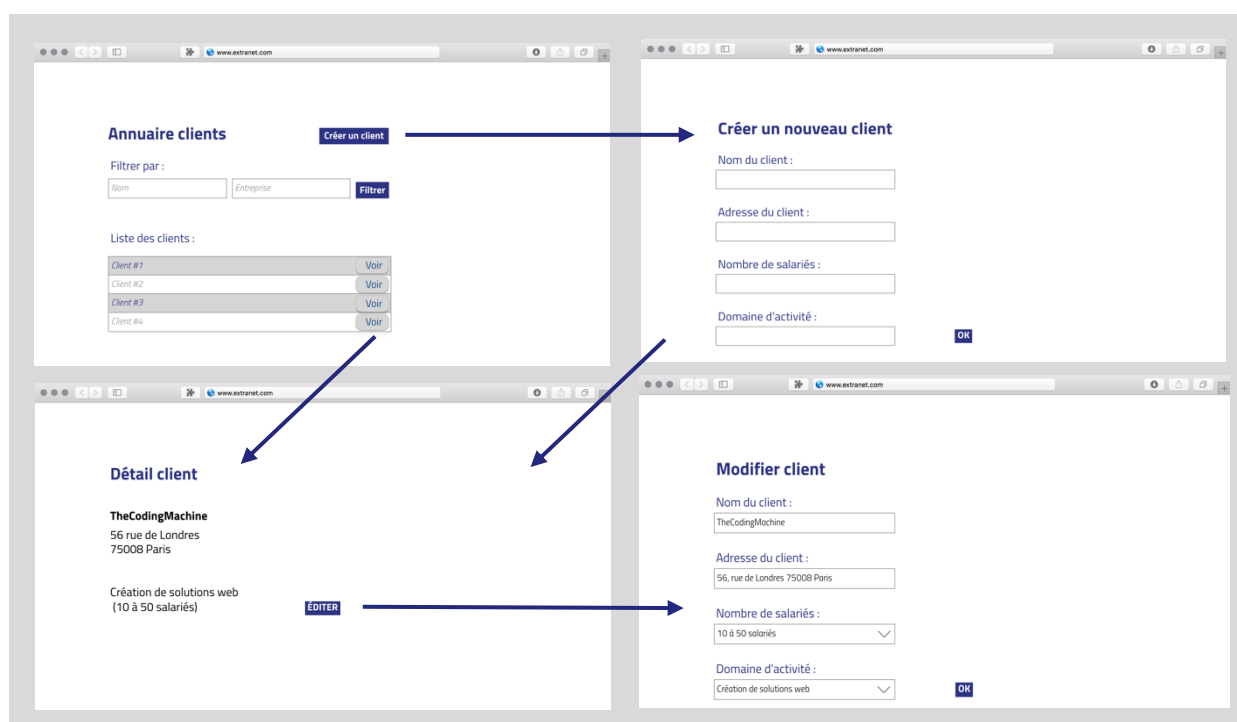 www.extranet.com
Annuaire clients
Créer un client
Filtrer par :
Nom
Entreprise
Filtrer
Liste des clients :
Client #1
Voir
Client #2
Voir
Client #3
Voir
Client #4
Voir
www.extranet.com
Créer un nouveau client
Nom du client :
Adresse du client :
Nombre de salariés :
Domaine d'activité :
OK
www.extranet.com
Détail client
TheCodingMachine
56 rue de Londres
75008 Paris
Création de solutions web
(10 à 50 salariés)
ÉDITER
www.extranet.com
Modifier client
Nom du client :
TheCodingMachine
Adresse du client :
56, rue de Londres 75008 Paris
Nombre de salariés :
10 à 50 salariés
Domaine d'activité :
Création de solutions web
OK